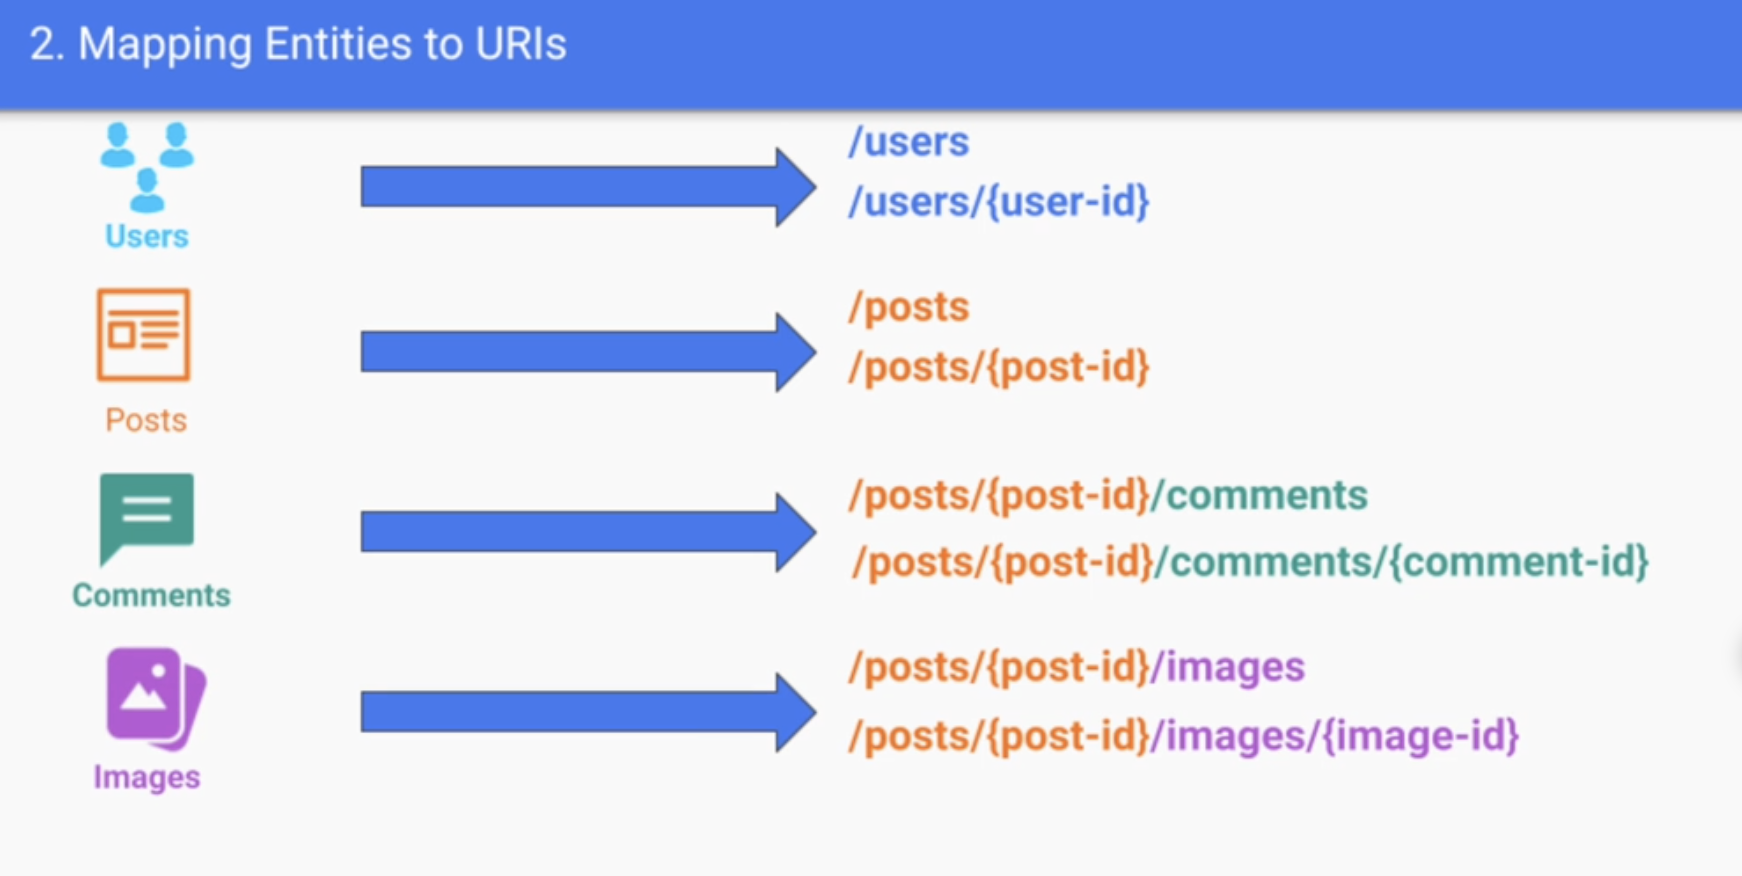 2. Mapping Entities to URIs
Users
/users
/users/{user-id}
Posts
/posts
/posts/{post-id}
Comments
/posts/{post-id}/comments
/posts/{post-id}/comments/{comment-id}
Images
/posts/{post-id}/images
/posts/{post-id}/images/{image-id}